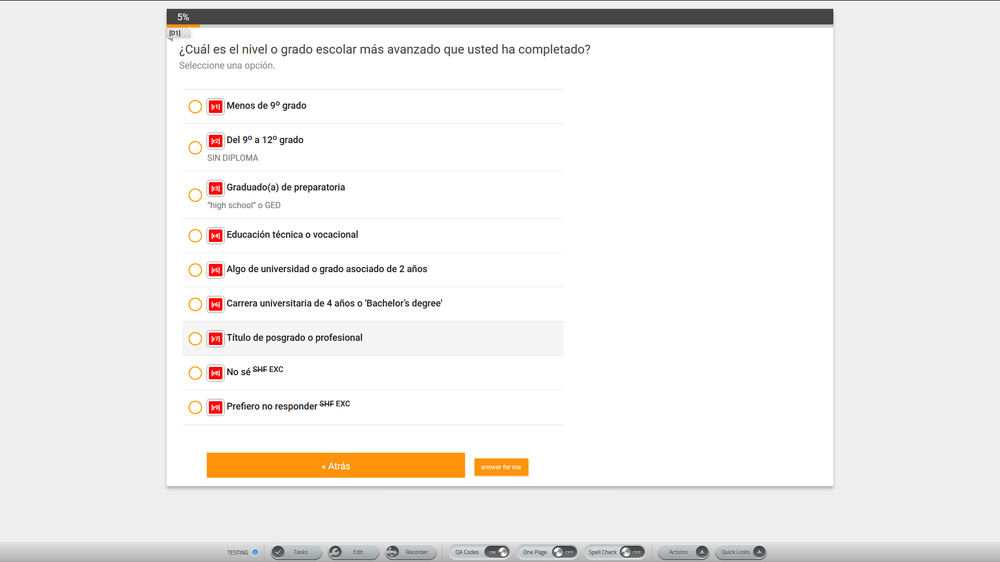 5%
[D1]
¿Cuál es el nivel o grado escolar más avanzado que usted ha completado?
Seleccione una opción.
[r1] Menos de 9º grado
[r2] Del 9º a 12º grado
SIN DIPLOMA
[r3] Graduado(a) de preparatoria
“high school” o GED
[r4] Educación técnica o vocacional
[r5] Algo de universidad o grado asociado de 2 años
[r6] Carrera universitaria de 4 años o 'Bachelor’s degree'
[r7] Título de posgrado o profesional
[r8] No sé SHF EXC
[r9] Prefiero no responder SHF EXC
« Atrás answer for me
TESTING Tasks Edit Recorder QA Codes ON One Page OFF Spell Check OFF Actions Quick Links